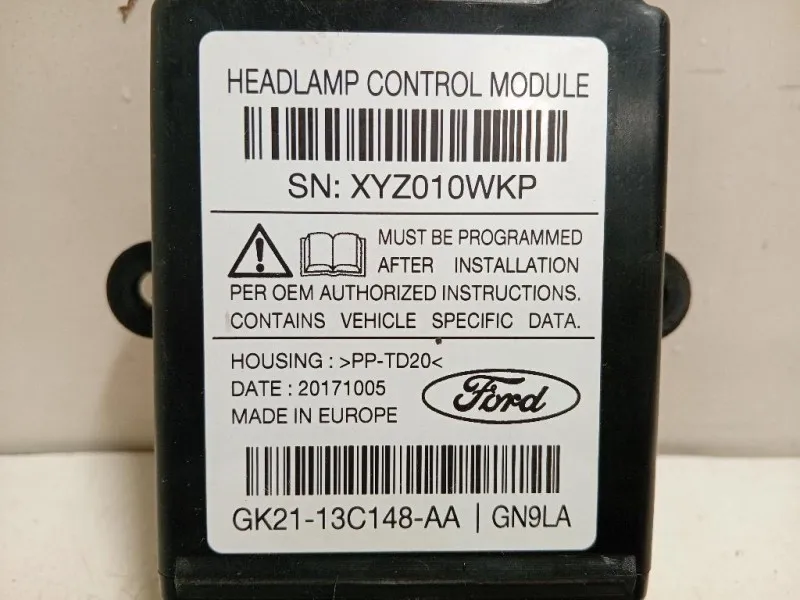 HEADLAMP CONTROL MODULE
SN: XYZ010WKP
MUST BE PROGRAMMED
AFTER INSTALLATION
PER OEM AUTHORIZED INSTRUCTIONS.
CONTAINS VEHICLE SPECIFIC DATA.
HOUSING : >PP-TD20<
DATE : 20171005
MADE IN EUROPE
Ford
GK21-13C148-AA | GN9LA